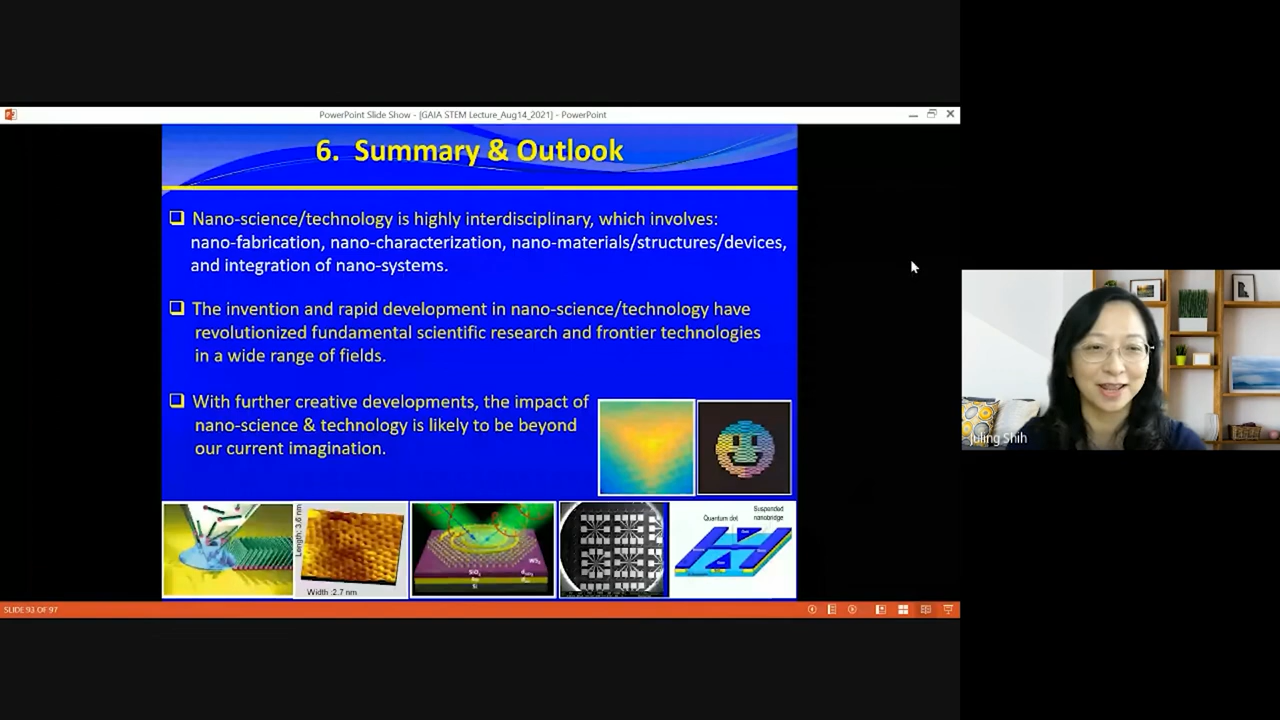 PowerPoint Slide Show - [GAIA STEM Lecture_Aug14_2021] - PowerPoint
6. Summary & Outlook
❑ Nano-science/technology is highly interdisciplinary, which involves:
nano-fabrication, nano-characterization, nano-materials/structures/devices,
and integration of nano-systems.
❑ The invention and rapid development in nano-science/technology have
revolutionized fundamental scientific research and frontier technologies
in a wide range of fields.
❑ With further creative developments, the impact of
nano-science & technology is likely to be beyond
our current imagination.
Length: 3.6 nm
Width :2.7 nm
SiO₂
Si
Quantum dot
Suspended
nanobridge
SLIDE 93 OF 97
Juling Shih